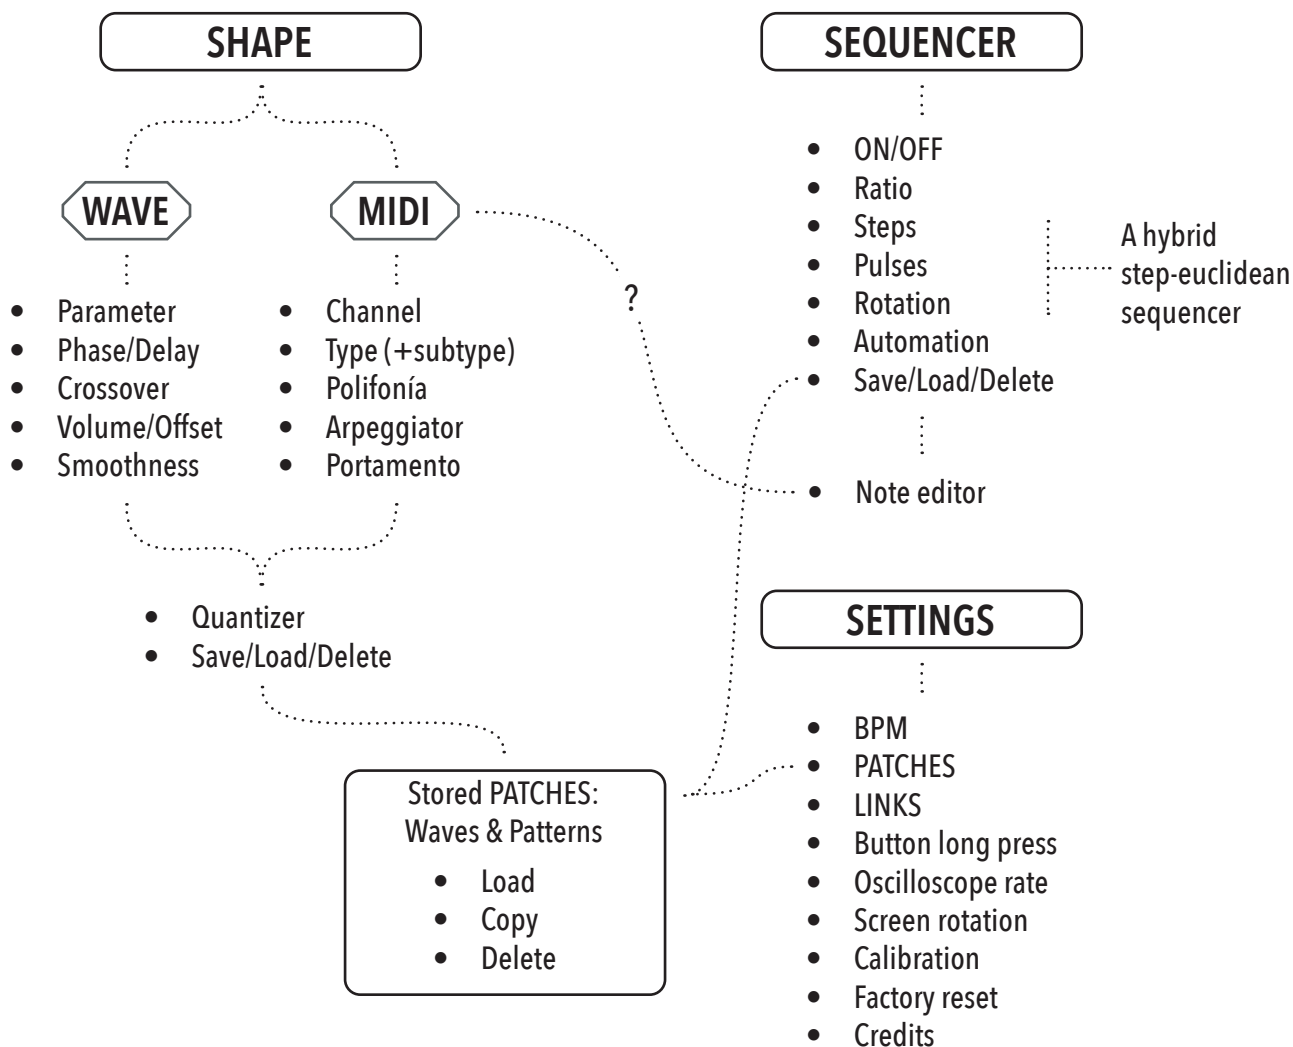 SHAPE
WAVE
• Parameter
• Phase/Delay
• Crossover
• Volume/Offset
• Smoothness
MIDI
• Channel
• Type (+subtype)
• Polifonía
• Arpeggiator
• Portamento
?
• Quantizer
• Save/Load/Delete
Stored PATCHES:
Waves & Patterns
• Load
• Copy
• Delete
SEQUENCER
• ON/OFF
• Ratio
• Steps
• Pulses
• Rotation
• Automation
• Save/Load/Delete
A hybrid
step-euclidean
sequencer
• Note editor
SETTINGS
• BPM
• PATCHES
• LINKS
• Button long press
• Oscilloscope rate
• Screen rotation
• Calibration
• Factory reset
• Credits